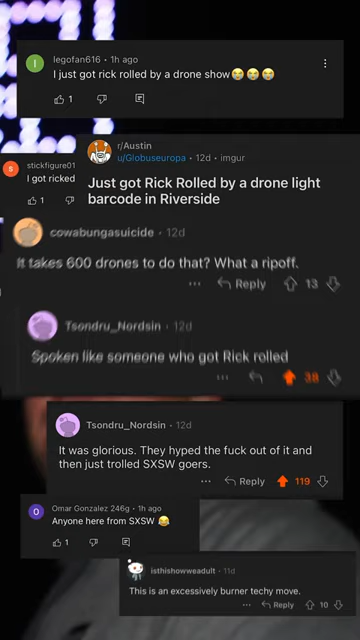 legofan616 • 1h ago
I just got rick rolled by a drone show😭😭😭
1
r/Austin
u/Globuseuropa • 12d • imgur
stickfigure01
I got ricked
1
Just got Rick Rolled by a drone light
barcode in Riverside
cowabungasuicide • 12d
It takes 600 drones to do that? What a ripoff.
Reply 13
Tsondru_Nordsin • 12d
Spoken like someone who got Rick rolled
38
Tsondru_Nordsin • 12d
It was glorious. They hyped the fuck out of it and
then just trolled SXSW goers.
Reply 119
Omar Gonzalez 246g • 1h ago
Anyone here from SXSW 😂
1
isthishowweadult • 11d
This is an excessively burner techy move.
Reply 10